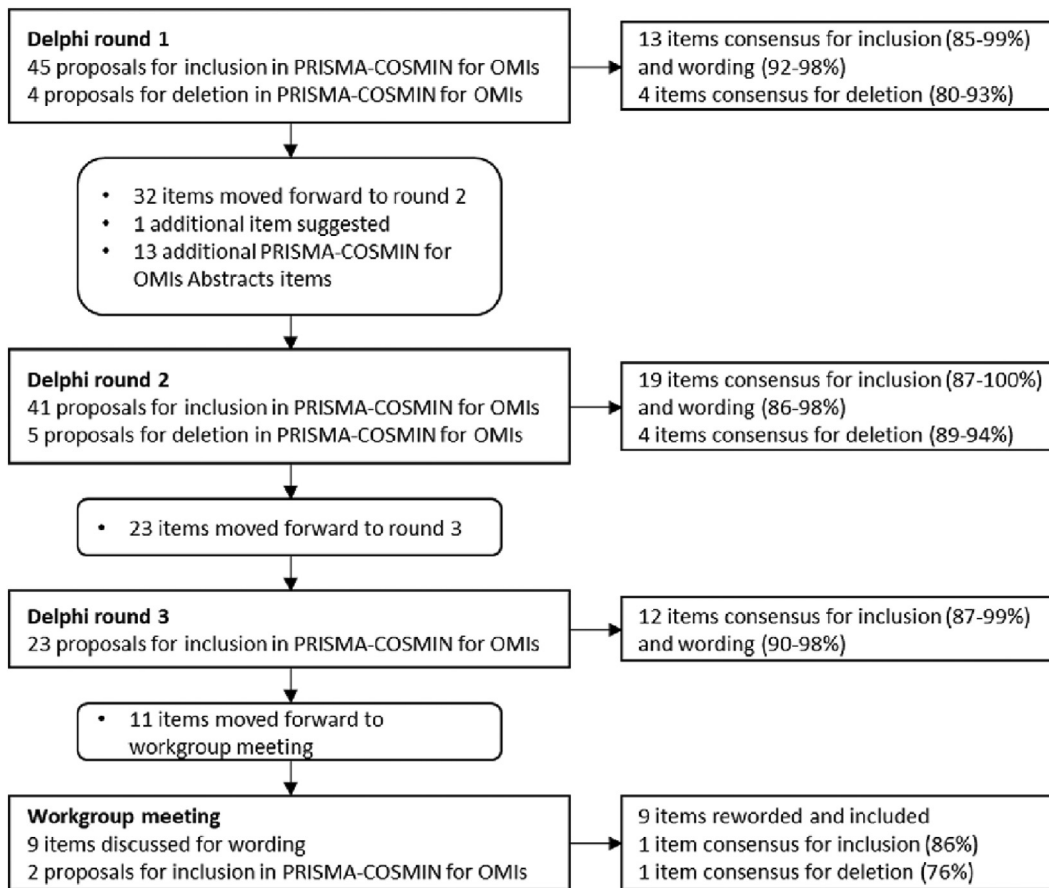 Delphi round 1
45 proposals for inclusion in PRISMA-COSMIN for OMIs
4 proposals for deletion in PRISMA-COSMIN for OMIs
13 items consensus for inclusion (85-99%)
and wording (92-98%)
4 items consensus for deletion (80-93%)
• 32 items moved forward to round 2
• 1 additional item suggested
• 13 additional PRISMA-COSMIN for
OMIs Abstracts items
Delphi round 2
41 proposals for inclusion in PRISMA-COSMIN for OMIs
5 proposals for deletion in PRISMA-COSMIN for OMIs
19 items consensus for inclusion (87-100%)
and wording (86-98%)
4 items consensus for deletion (89-94%)
• 23 items moved forward to round 3
Delphi round 3
23 proposals for inclusion in PRISMA-COSMIN for OMIs
12 items consensus for inclusion (87-99%)
and wording (90-98%)
• 11 items moved forward to
workgroup meeting
Workgroup meeting
9 items discussed for wording
2 proposals for inclusion in PRISMA-COSMIN for OMIs
9 items reworded and included
1 item consensus for inclusion (86%)
1 item consensus for deletion (76%)